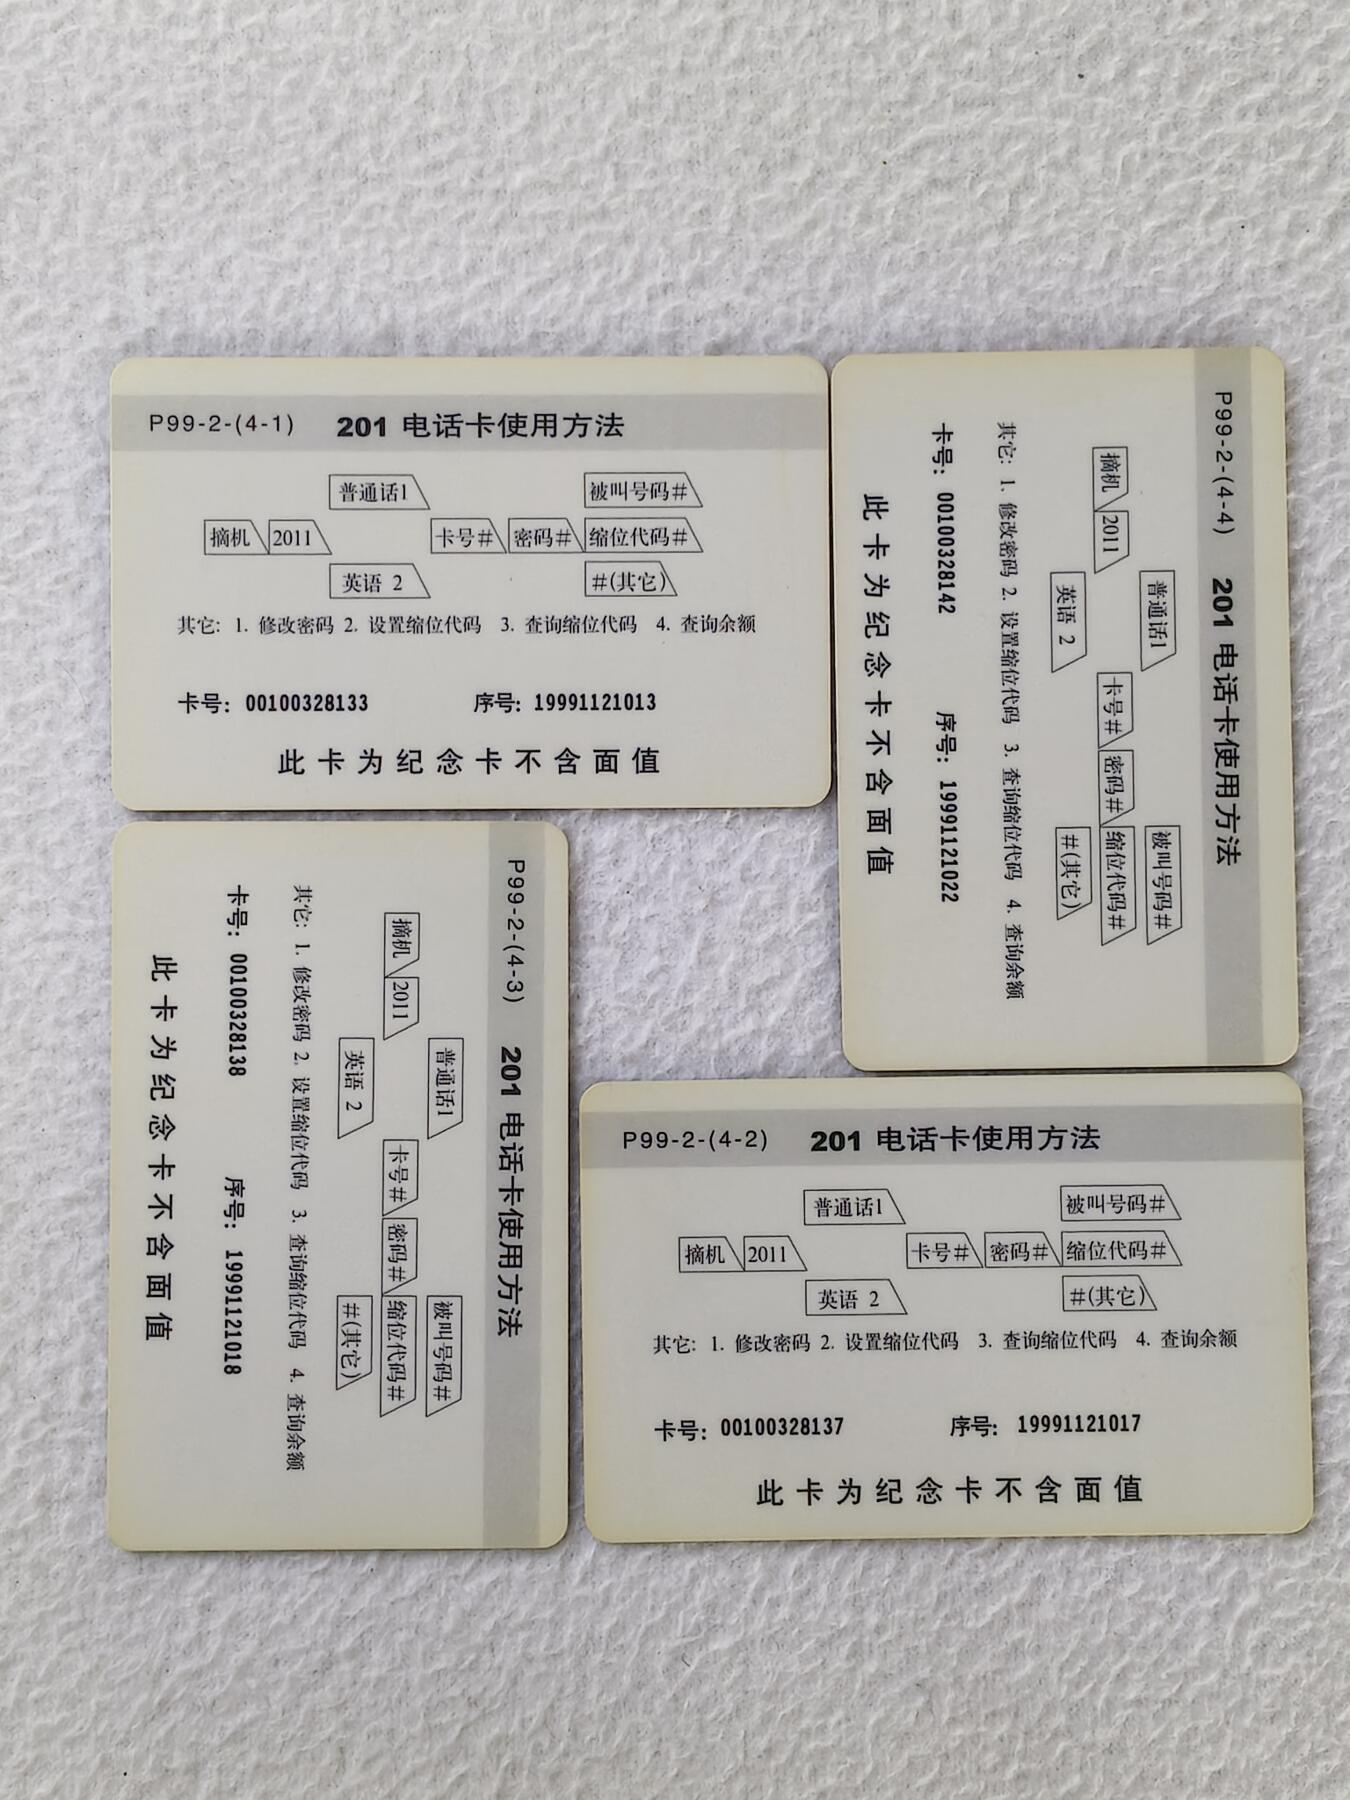 P99-2-(4-1) 201 电话卡使用方法
普通话1 被叫号码#
摘机 2011 卡号# 密码# 缩位代码#
英语 2 #(其它)
其它: 1. 修改密码 2. 设置缩位代码 3. 查询缩位代码 4. 查询余额
卡号: 00100328133 序号: 19991121013
此卡为纪念卡不含面值
P99-2-(4-4) 201 电话卡使用方法
普通话1 被叫号码#
摘机 2011 卡号# 密码# 缩位代码#
英语 2 #(其它)
其它: 1. 修改密码 2. 设置缩位代码 3. 查询缩位代码 4. 查询余额
卡号: 00100328142 序号: 19991121022
此卡为纪念卡不含面值
P99-2-(4-3) 201 电话卡使用方法
普通话1 被叫号码#
摘机 2011 卡号# 密码# 缩位代码#
英语 2 #(其它)
其它: 1. 修改密码 2. 设置缩位代码 3. 查询缩位代码 4. 查询余额
卡号: 00100328138 序号: 19991121018
此卡为纪念卡不含面值
P99-2-(4-2) 201 电话卡使用方法
普通话1 被叫号码#
摘机 2011 卡号# 密码# 缩位代码#
英语 2 #(其它)
其它: 1. 修改密码 2. 设置缩位代码 3. 查询缩位代码 4. 查询余额
卡号: 00100328137 序号: 19991121017
此卡为纪念卡不含面值